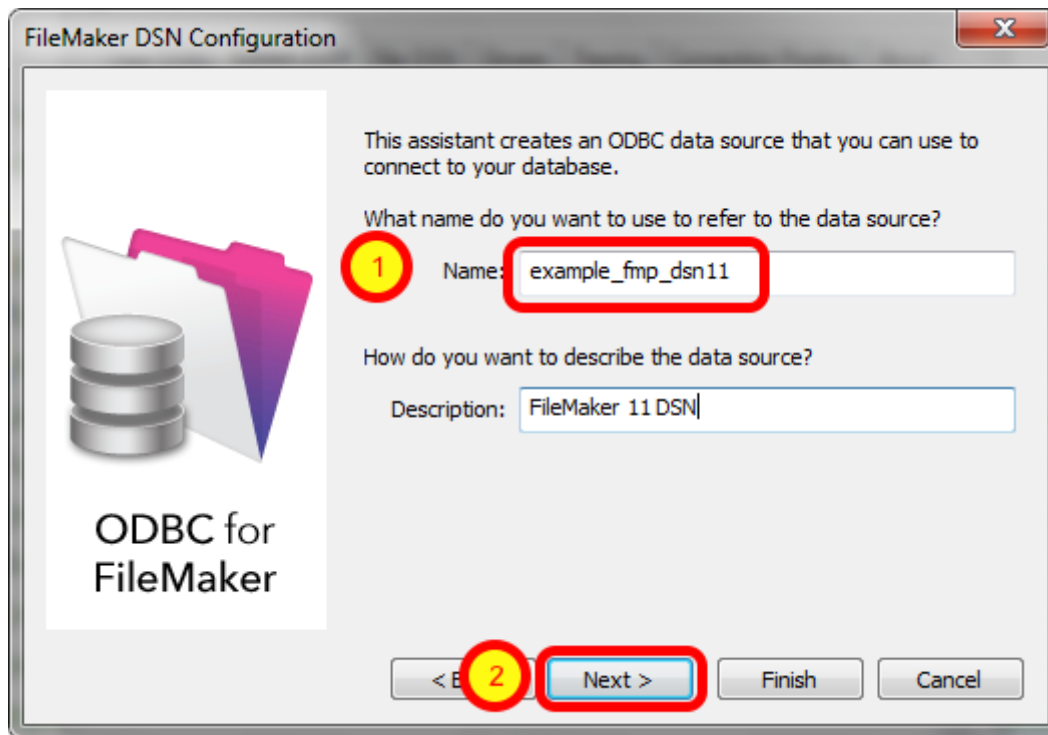 FileMaker DSN Configuration
This assistant creates an ODBC data source that you can use to
connect to your database.
What name do you want to use to refer to the data source?
1
Name: example_fmp_dsn11
How do you want to describe the data source?
Description: FileMaker 11 DSN
ODBC for
FileMaker
< 2 Next > Finish Cancel